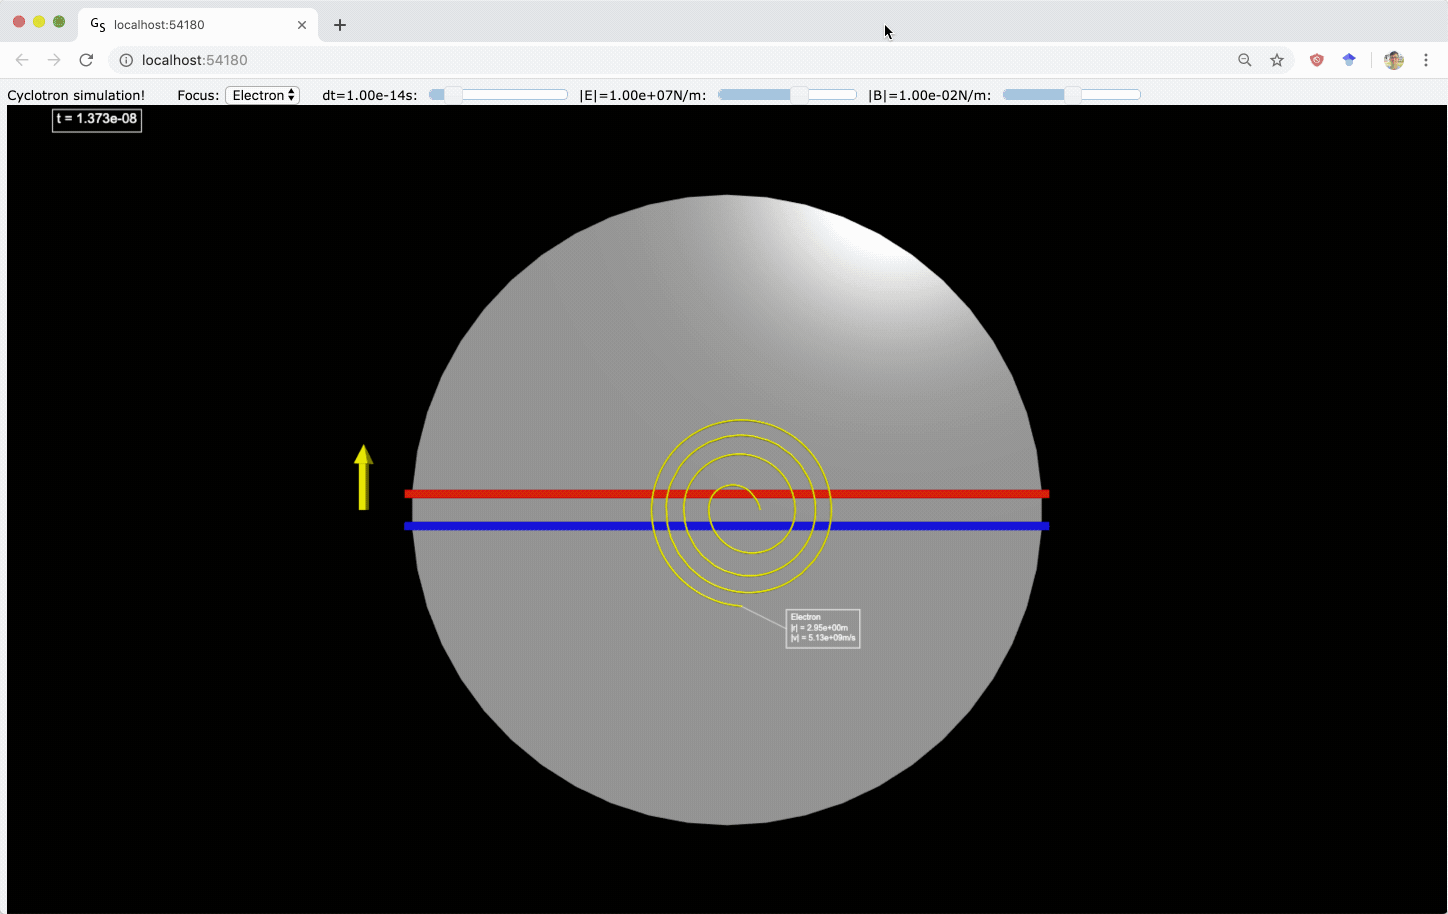 GS localhost:54180
localhost:54180
Cyclotron simulation! Focus: Electron dt=1.00e-14s: |E|=1.00e+07N/m: |B|=1.00e-02N/m:
t = 1.373e-08
Electron
|r| = 2.95e+00m
|v| = 5.13e+09m/s